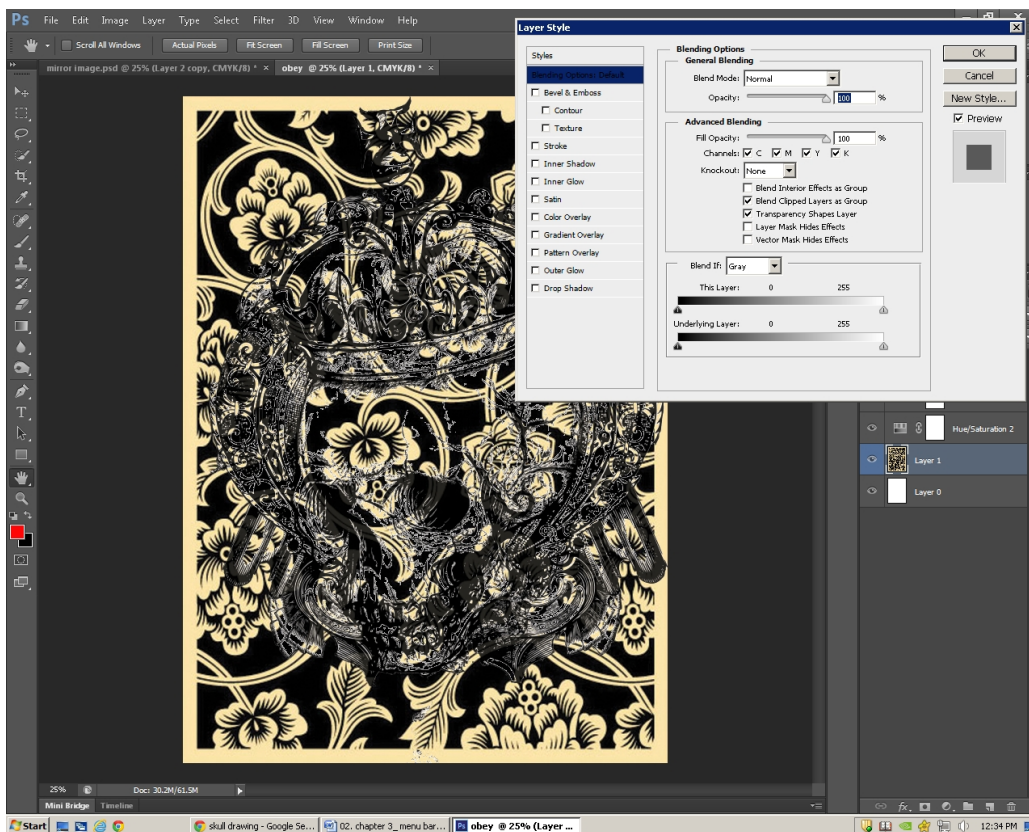 Ps File Edit Image Layer Type Select Filter 3D View Window Help
Scroll All Windows Actual Pixels Fit Screen Fill Screen Print Size
mirror image.psd @ 25% (Layer 2 copy, CMYK/8) * × obey @ 25% (Layer 1, CMYK/8) * ×
Layer Style
Styles
Blending Options: Default
Bevel & Emboss
Contour
Texture
Stroke
Inner Shadow
Inner Glow
Satin
Color Overlay
Gradient Overlay
Pattern Overlay
Outer Glow
Drop Shadow
Blending Options
General Blending
Blend Mode: Normal
Opacity: 100 %
Advanced Blending
Fill Opacity: 100 %
Channels: C M Y K
Knockout: None
Blend Interior Effects as Group
Blend Clipped Layers as Group
Transparency Shapes Layer
Layer Mask Hides Effects
Vector Mask Hides Effects
Blend If: Gray
This Layer: 0 255
Underlying Layer: 0 255
OK
Cancel
New Style...
Preview
Hue/Saturation 2
Layer 1
Layer 0
25% Doc: 30.2M/61.5M
Mini Bridge Timeline
fx
Start skull drawing - Google Se... 02. chapter 3_ menu bar... Ps obey @ 25% (Layer ... 12:34 PM